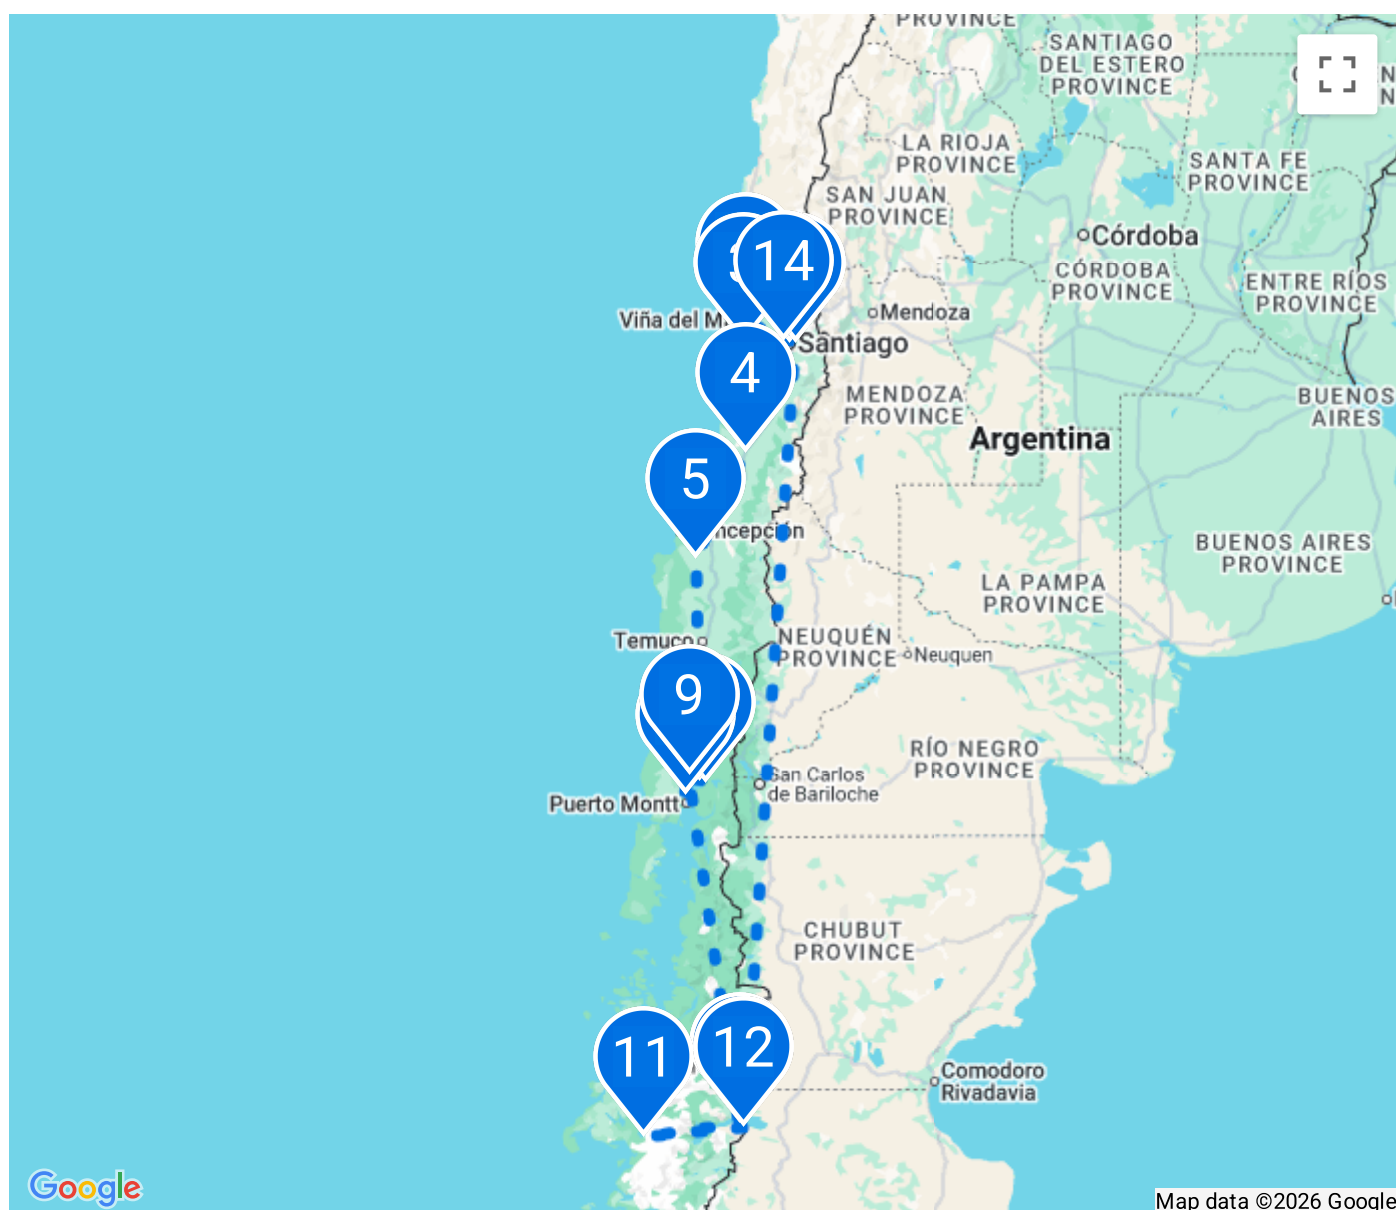 PROVINCE
SANTIAGO
DEL ESTERO
PROVINCE
LA RIOJA
PROVINCE
SANTA FE
PROVINCE
SAN JUAN
PROVINCE
Córdoba
CÓRDOBA
PROVINCE
ENTRE RÍOS
PROVINCE
14
Viña del M
Mendoza
Santiago
4
MENDOZA
PROVINCE
BUENOS
AIRES
Argentina
5
ncepción
BUENOS AIRES
PROVINCE
LA PAMPA
PROVINCE
Temuco
NEUQUÉN
PROVINCE
Neuquen
9
RÍO NEGRO
PROVINCE
San Carlos
de Bariloche
Puerto Montt
CHUBUT
PROVINCE
11
12
Comodoro
Rivadavia
Google
Map data ©2026 Google